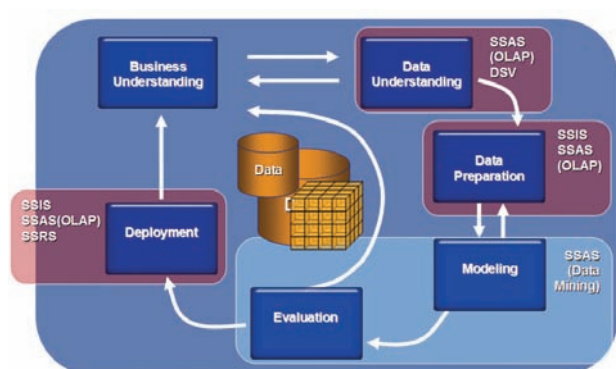 Business
Understanding
Data
Understanding
SSAS
(OLAP)
DSV
Data
Preparation
SSIS
SSAS
(OLAP)
Data
D
SSIS
SSAS(OLAP)
SSRS
Deployment
Modeling
SSAS
(Data
Mining)
Evaluation